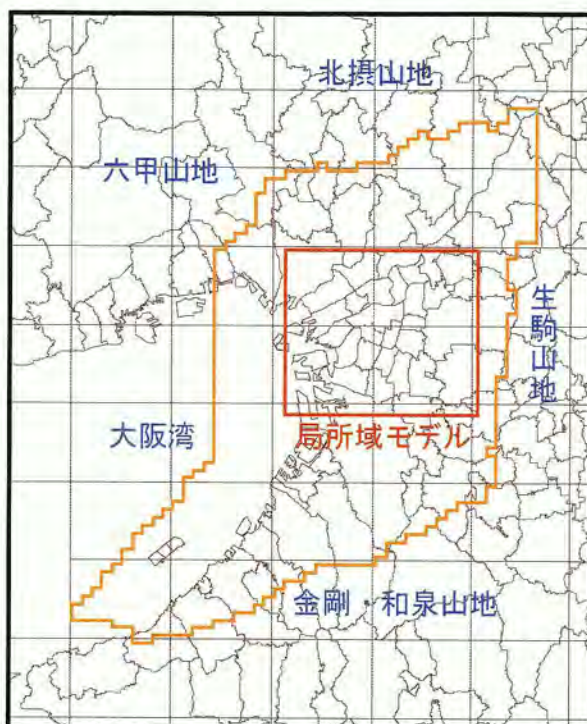 北摂山地
六甲山地
生駒山地
大阪湾
局所域モデル
金剛・和泉山地